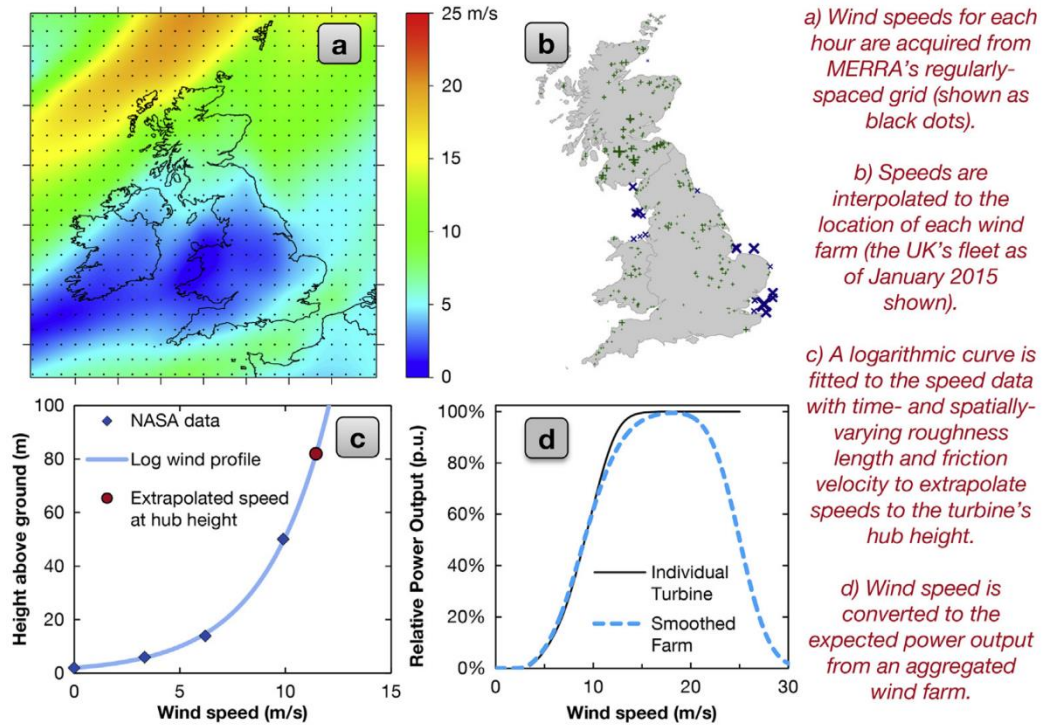 a
25 m/s
20
15
10
5
0
b
a) Wind speeds for each
hour are acquired from
MERRA's regularly-
spaced grid (shown as
black dots).
b) Speeds are
interpolated to the
location of each wind
farm (the UK's fleet as
of January 2015
shown).
c) A logarithmic curve is
fitted to the speed data
with time- and spatially-
varying roughness
length and friction
velocity to extrapolate
speeds to the turbine's
hub height.
d) Wind speed is
converted to the
expected power output
from an aggregated
wind farm.
c
Height above ground (m)
100
80
60
40
20
0
NASA data
Log wind profile
Extrapolated speed
at hub height
0 5 10 15
Wind speed (m/s)
d
Relative Power Output (p.u.)
100%
80%
60%
40%
20%
0%
Individual
Turbine
Smoothed
Farm
0 10 20 30
Wind speed (m/s)